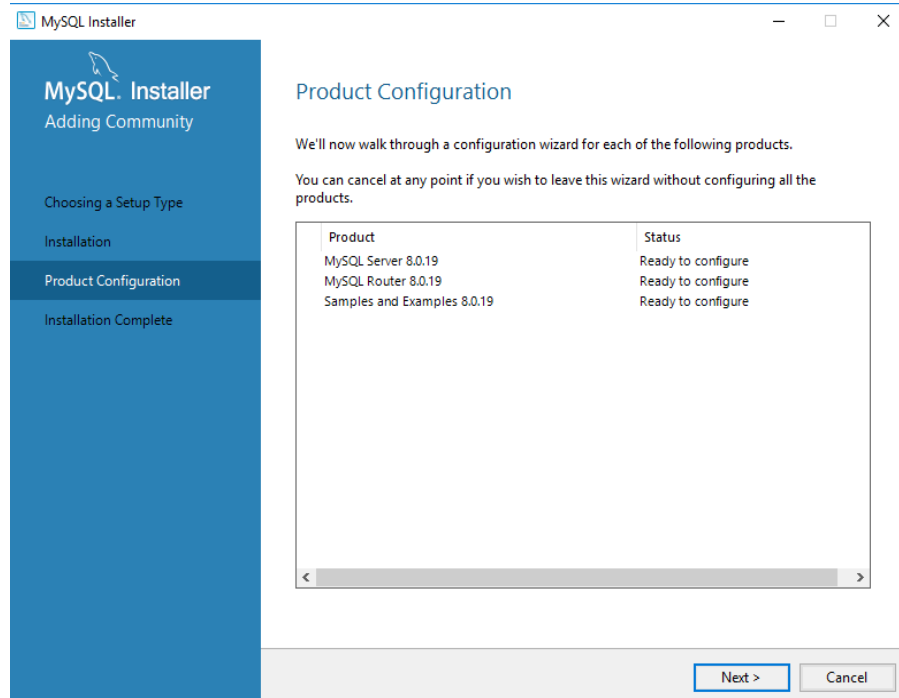 MySQL Installer
MySQL. Installer
Adding Community
Choosing a Setup Type
Installation
Product Configuration
Installation Complete
Product Configuration
We'll now walk through a configuration wizard for each of the following products.
You can cancel at any point if you wish to leave this wizard without configuring all the
products.
Product Status
MySQL Server 8.0.19 Ready to configure
MySQL Router 8.0.19 Ready to configure
Samples and Examples 8.0.19 Ready to configure
Next > Cancel